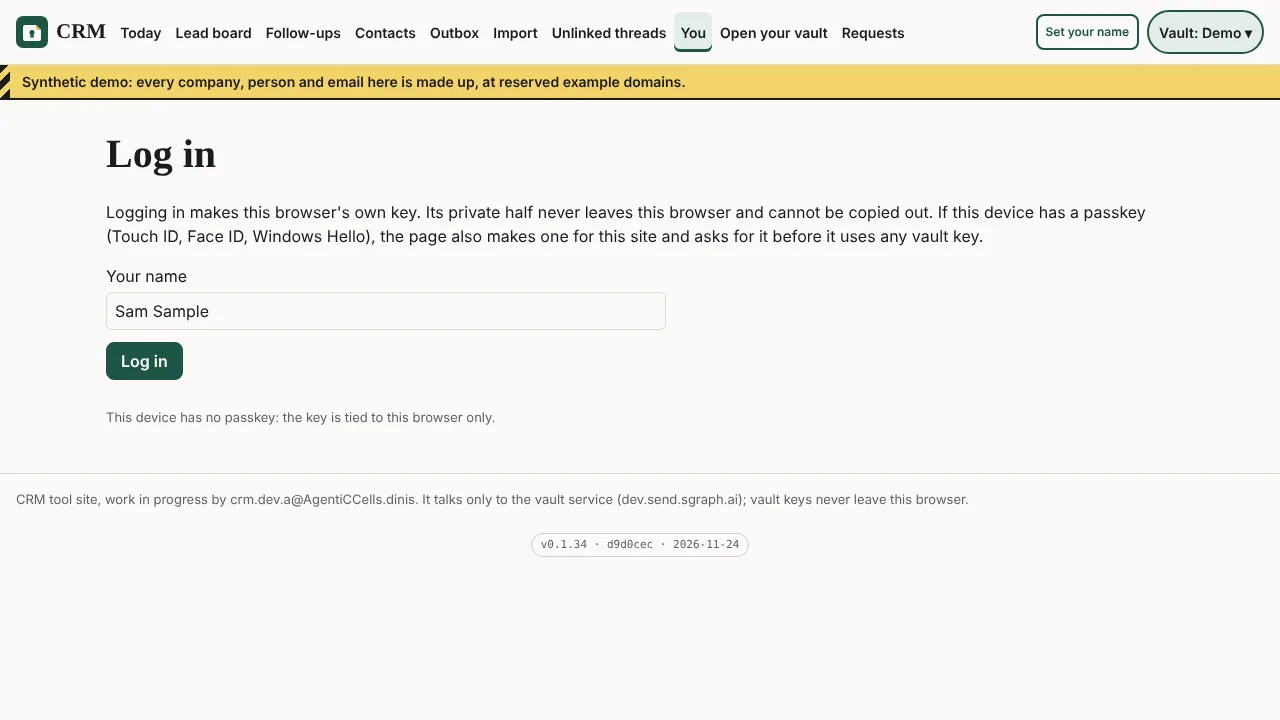 CRM
Today
Lead board
Follow-ups
Contacts
Outbox
Import
Unlinked threads
You
Open your vault
Requests
Set your name
Vault: Demo ▾
Synthetic demo: every company, person and email here is made up, at reserved example domains.
Log in
Logging in makes this browser's own key. Its private half never leaves this browser and cannot be copied out. If this device has a passkey
(Touch ID, Face ID, Windows Hello), the page also makes one for this site and asks for it before it uses any vault key.
Your name
Sam Sample
Log in
This device has no passkey: the key is tied to this browser only.
CRM tool site, work in progress by crm.dev.a@AgentiCCells.dinis. It talks only to the vault service (dev.send.sgraph.ai); vault keys never leave this browser.
v0.1.34 · d9d0cec · 2026-11-24